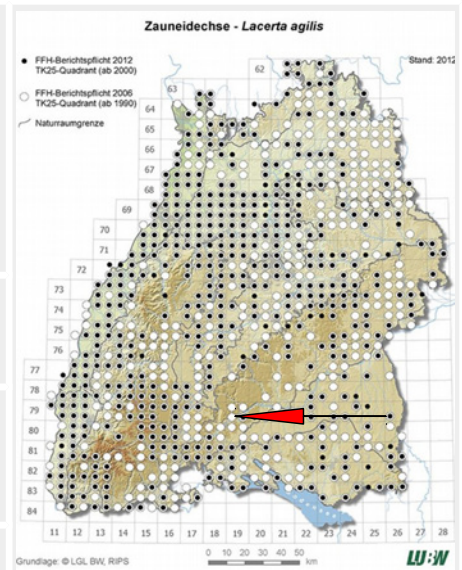 Zauneidechse - Lacerta agilis
FFH-Berichtspflicht 2012
TK25-Quadrant (ab 2000)
FFH-Berichtspflicht 2006
TK25-Quadrant (ab 1990)
Naturraumgrenze
Stand: 2012
62
63
64
65
66
67
68
69
70
71
72
73
74
75
76
77
78
79
80
81
82
83
84
11 12 13 14 15 16 17 18 19 20 21 22 23 24 25 26 27 28
Grundlage: © LGL BW, RIPS
0 10 20 30 40 50
km
LUBW